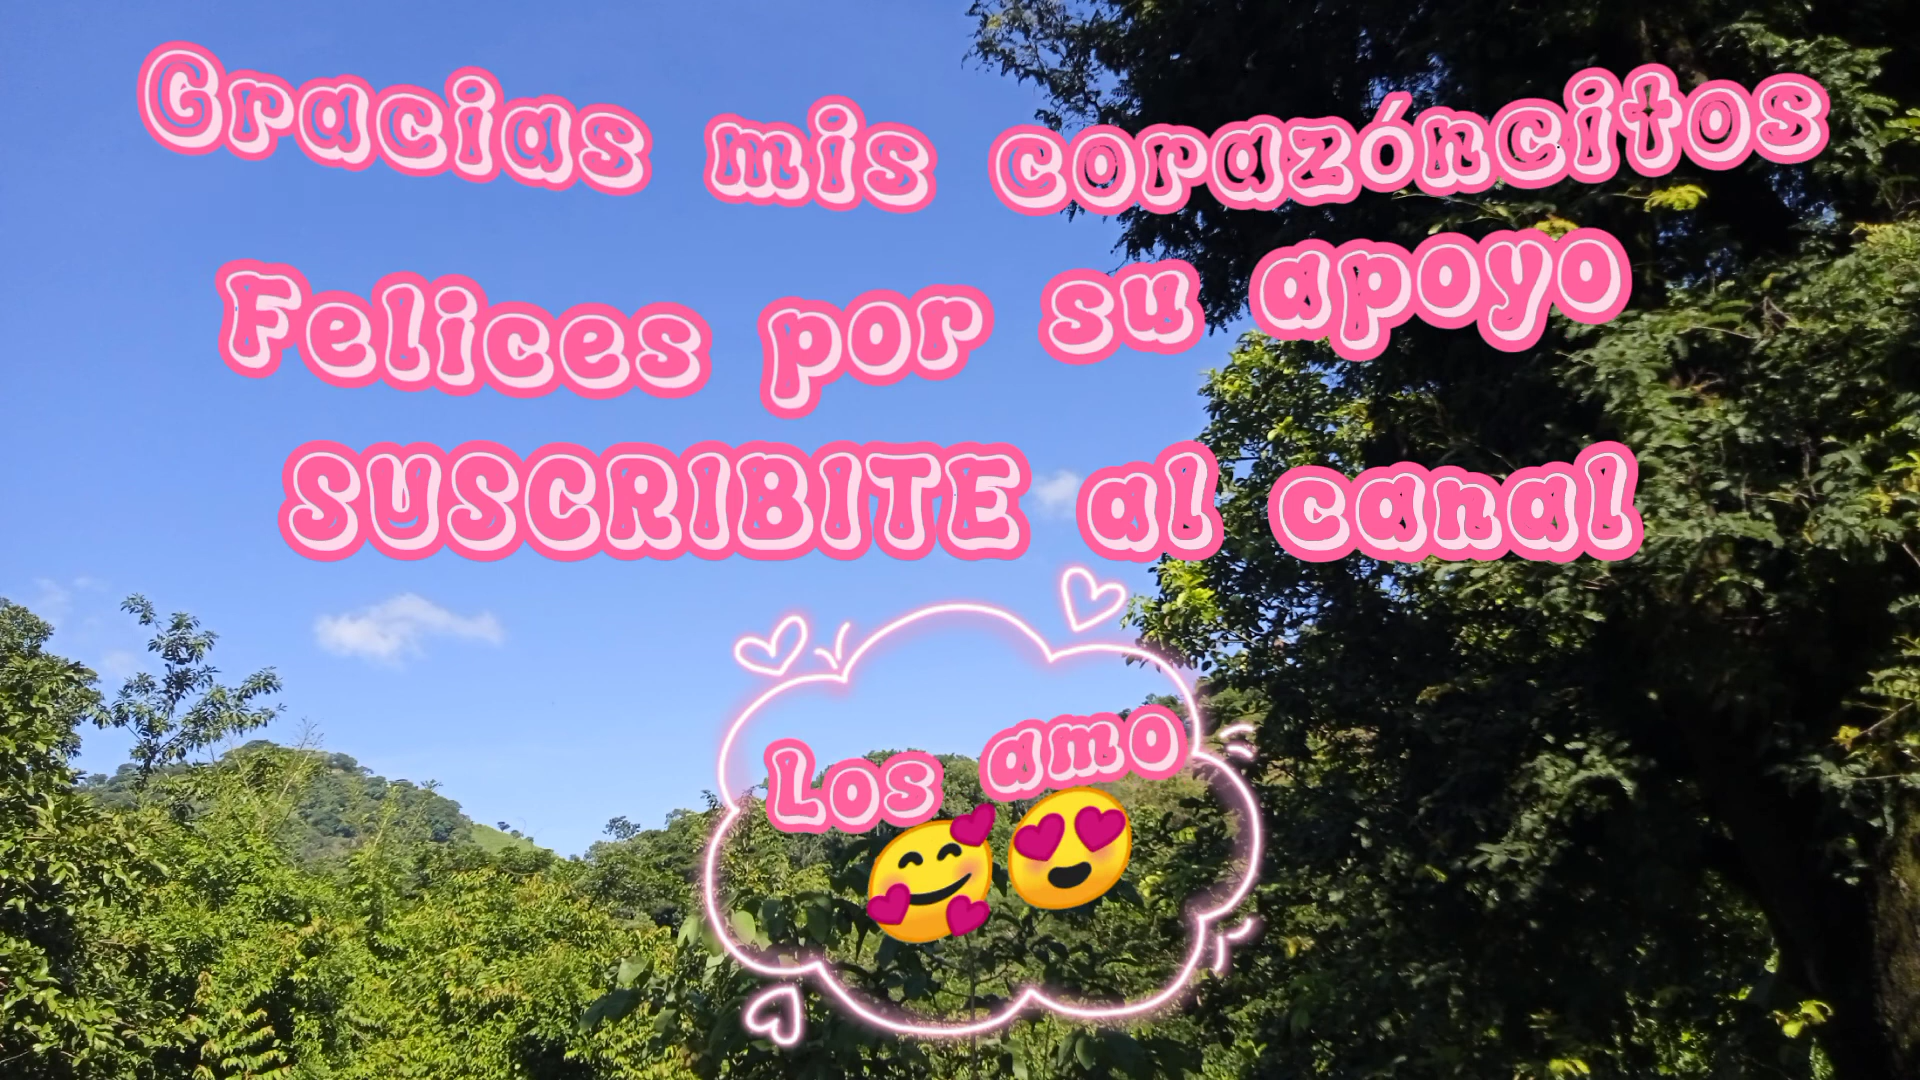 Gracias mis corazóncitos
Felices por su apoyo
SUSCRIBITE al canal
Los amo